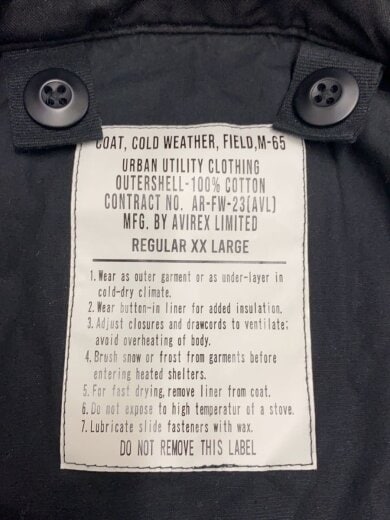 COAT, COLD WEATHER, FIELD,M-65
URBAN UTILITY CLOTHING
OUTERSHELL-100% COTTON
CONTRACT NO. AR-FW-23(AVL)
MFG. BY AVIREX LIMITED
REGULAR XX LARGE
1. Wear as outer garment or as under-layer in
cold-dry climate.
2. Wear button-in liner for added insulation.
3. Adjust closures and drawcords to ventilate;
avoid overheating of body.
4. Brush snow or frost from garments before
entering heated shelters.
5. For fast drying, remove liner from coat.
6. Do not expose to high temperatur of a stove.
7. Lubricate slide fasteners with wax.
DO NOT REMOVE THIS LABEL